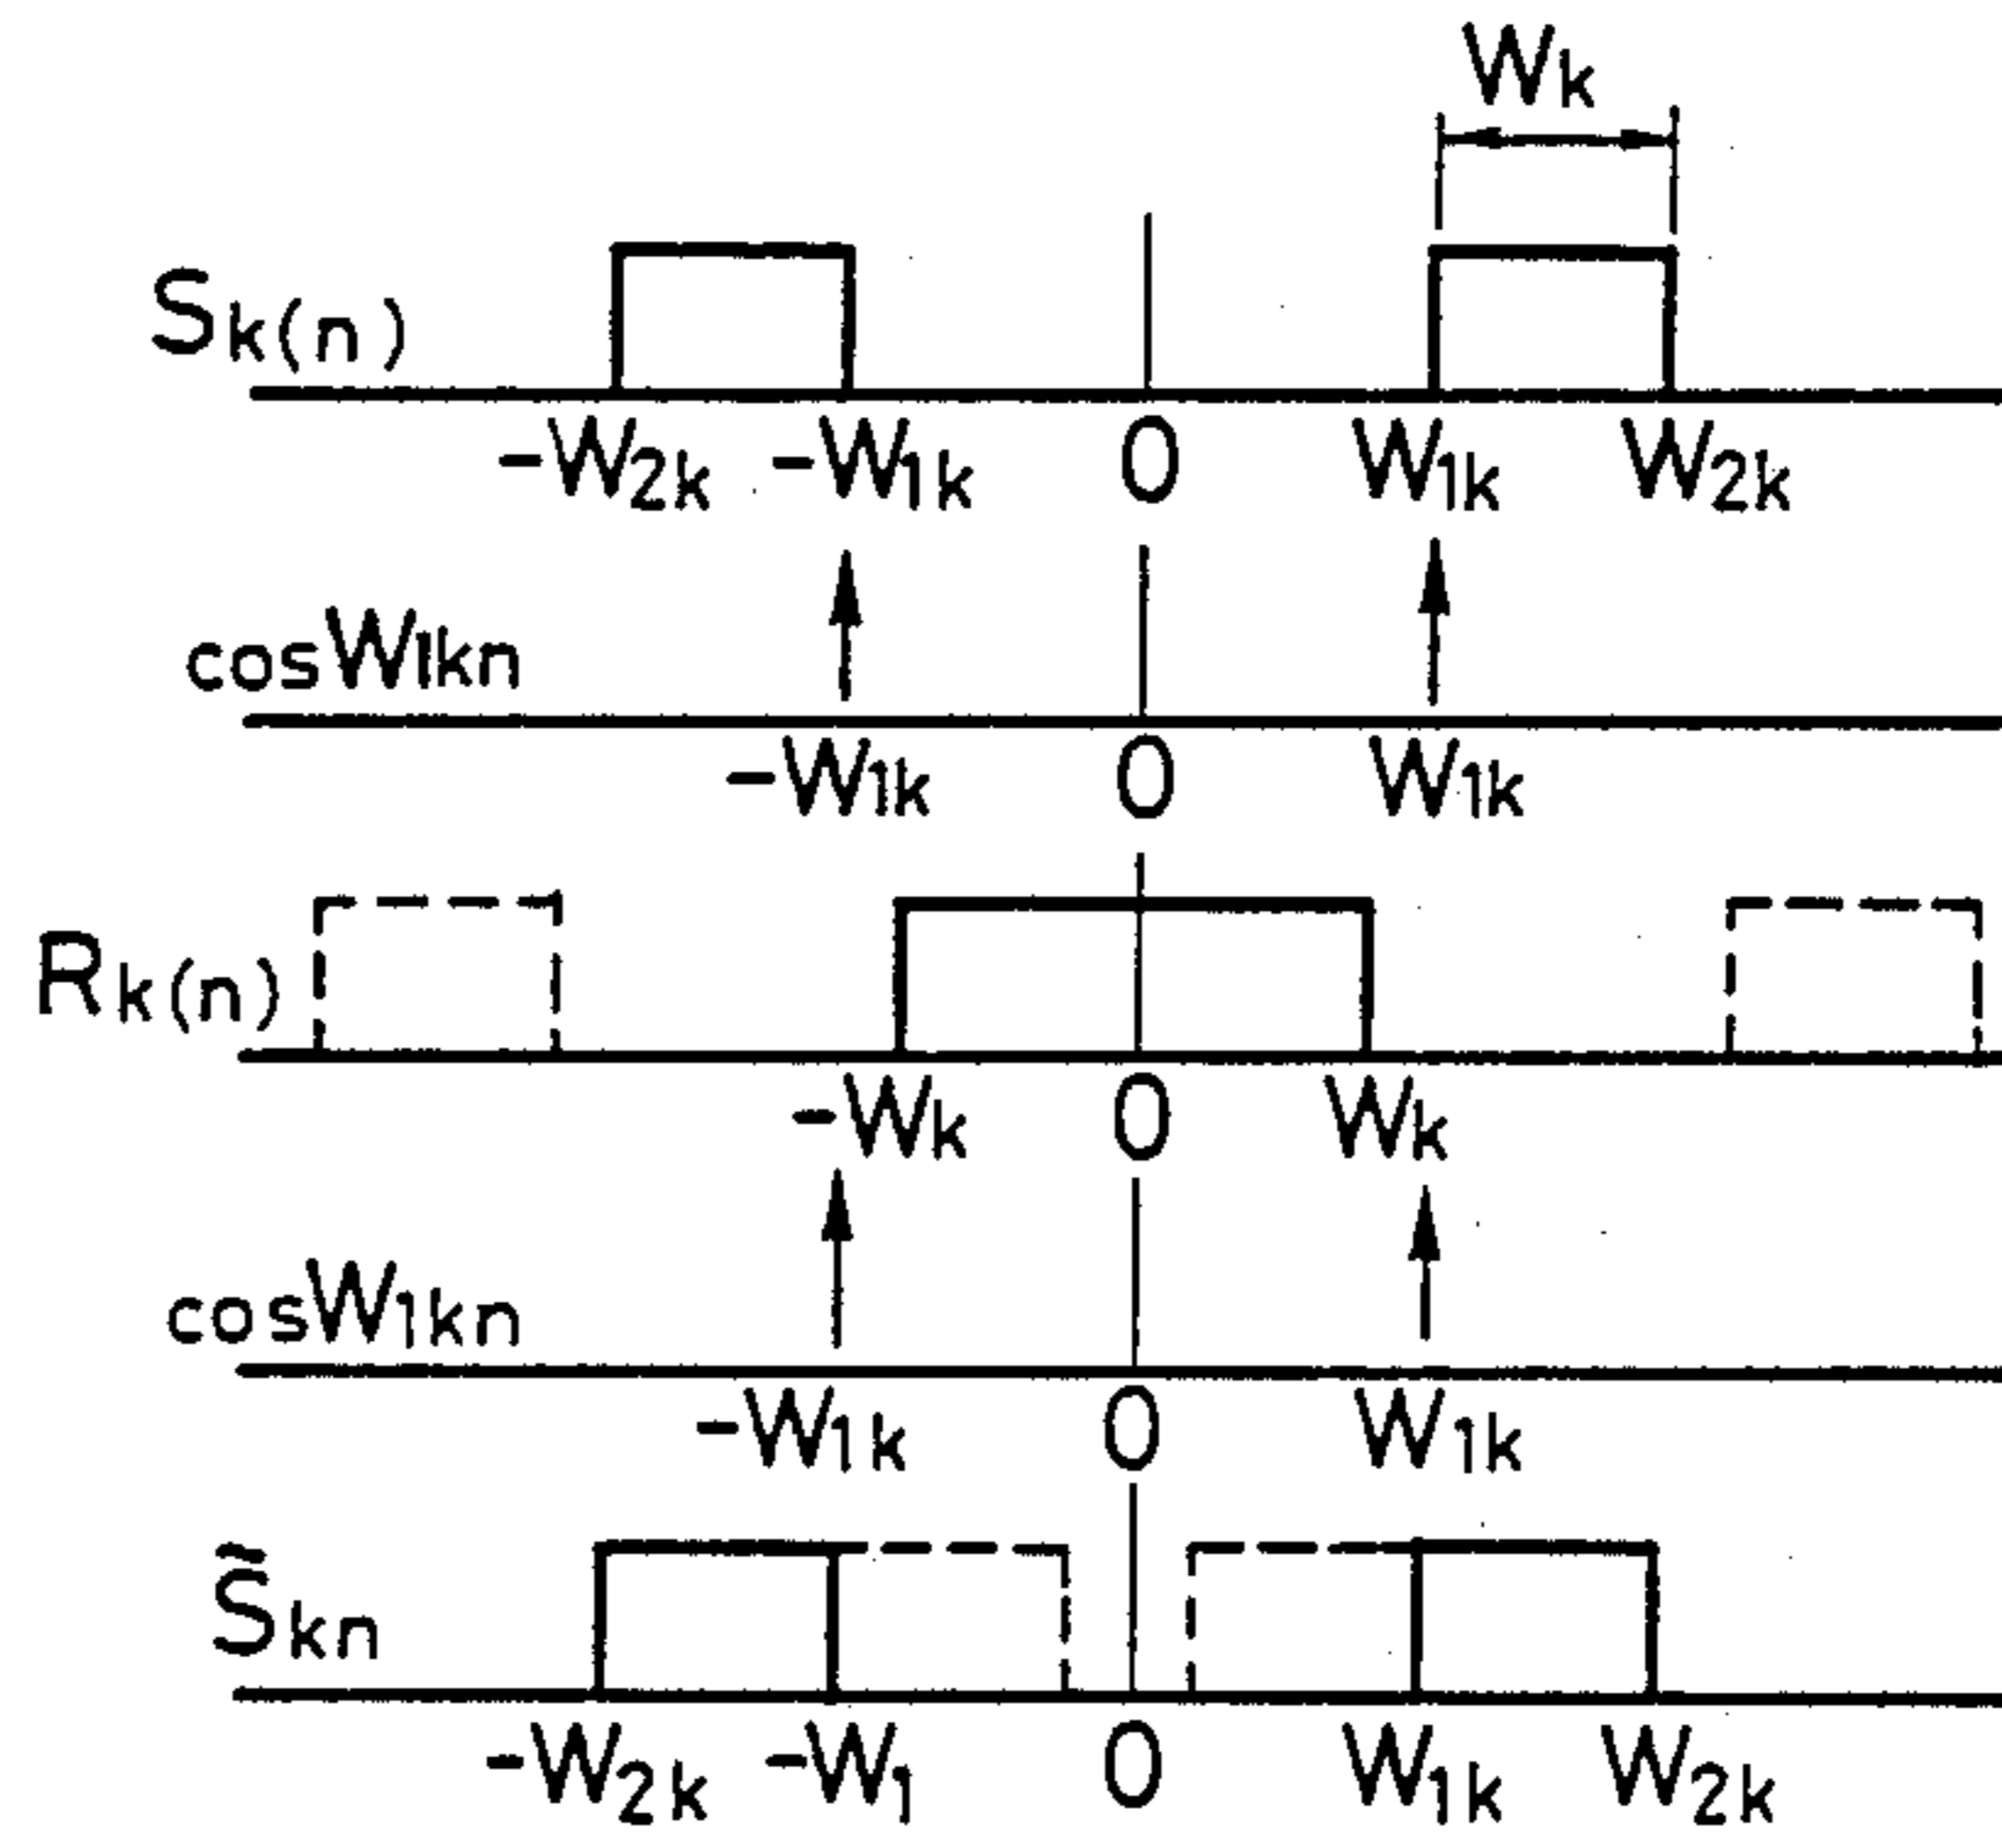 Wk
Sk(n)
-W2k -W1k 0 W1k W2k
cosW1kn
-W1k 0 W1k
Rk(n)
-Wk 0 Wk
cosW1kn
-W1k 0 W1k
S̃kn
-W2k -W1 0 W1k W2k